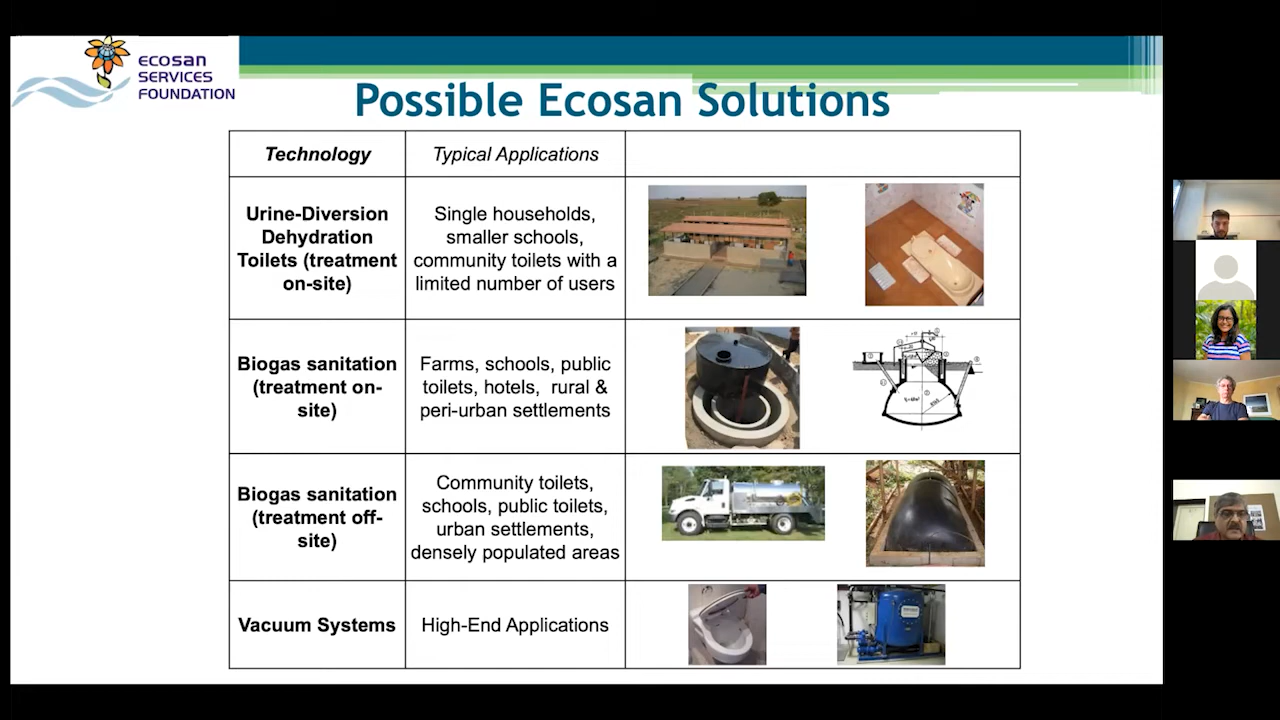 ecosan
SERVICES
FOUNDATION
Possible Ecosan Solutions
Technology
Typical Applications
Urine-Diversion
Dehydration
Toilets (treatment
on-site)
Single households,
smaller schools,
community toilets with a
limited number of users
Biogas sanitation
(treatment on-
site)
Farms, schools, public
toilets, hotels, rural &
peri-urban settlements
Biogas sanitation
(treatment off-
site)
Community toilets,
schools, public toilets,
urban settlements,
densely populated areas
Vacuum Systems
High-End Applications